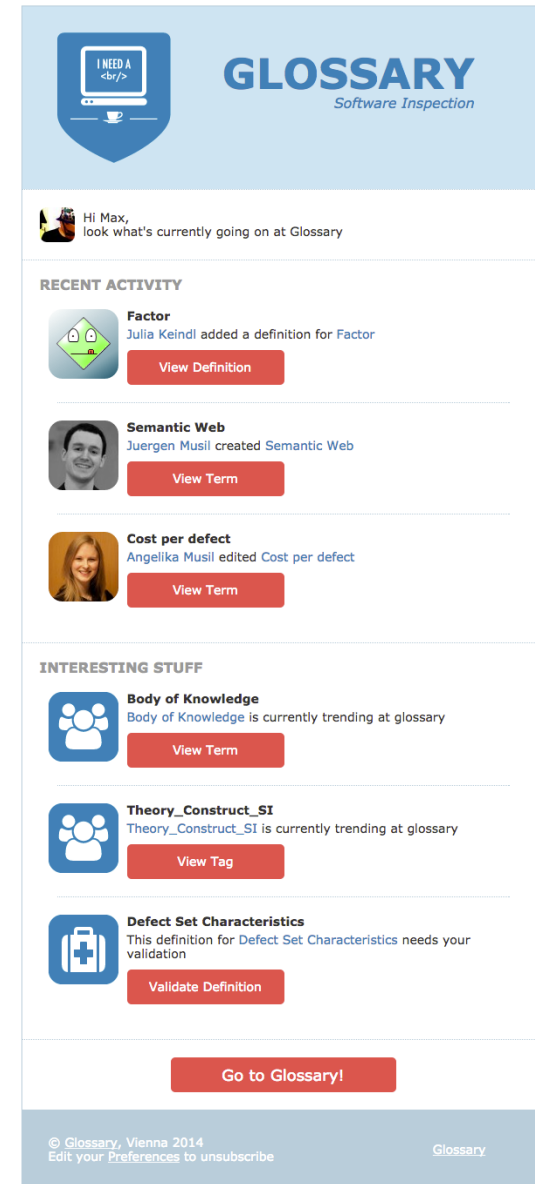 I NEED A
<br/>
GLOSSARY
Software Inspection
Hi Max,
look what's currently going on at Glossary
RECENT ACTIVITY
Factor
Julia Keindl added a definition for Factor
View Definition
Semantic Web
Juergen Musil created Semantic Web
View Term
Cost per defect
Angelika Musil edited Cost per defect
View Term
INTERESTING STUFF
Body of Knowledge
Body of Knowledge is currently trending at glossary
View Term
Theory_Construct_SI
Theory_Construct_SI is currently trending at glossary
View Tag
Defect Set Characteristics
This definition for Defect Set Characteristics needs your
validation
Validate Definition
Go to Glossary!
© Glossary, Vienna 2014
Edit your Preferences to unsubscribe
Glossary